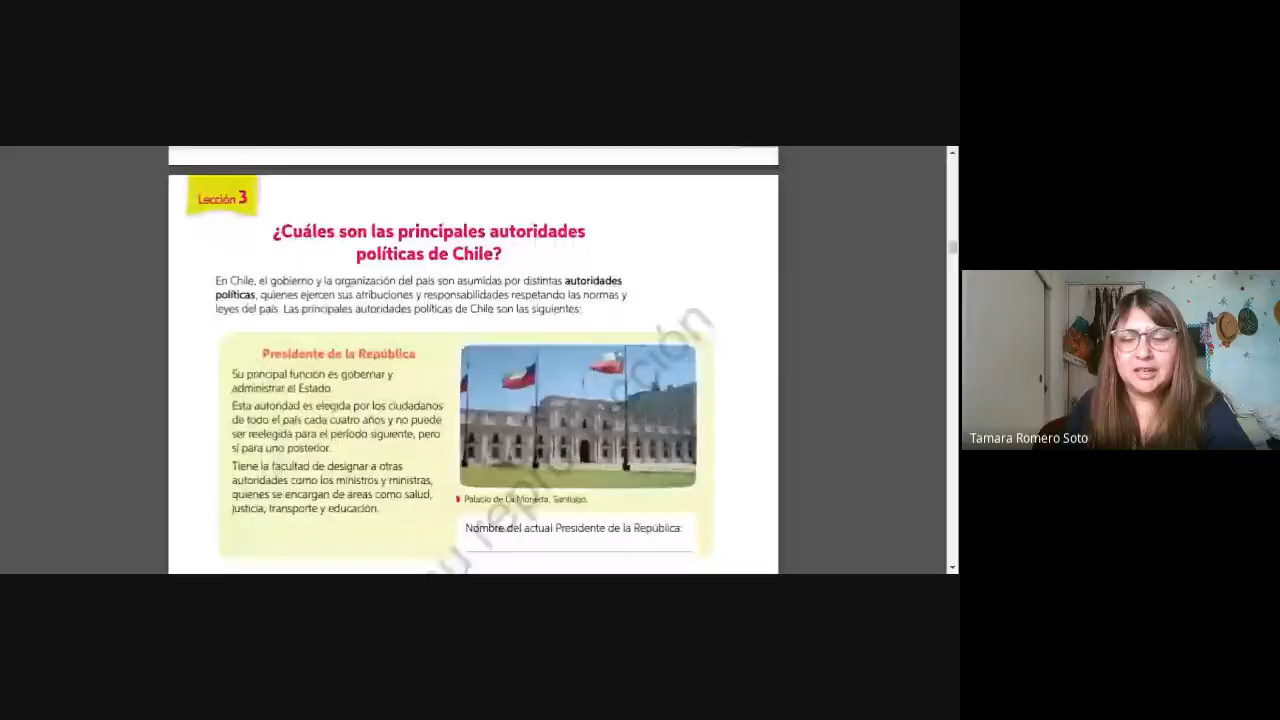 Lección 3
¿Cuáles son las principales autoridades
políticas de Chile?
En Chile, el gobierno y la organización del país son asumidas por distintas autoridades
políticas, quienes ejercen sus atribuciones y responsabilidades respetando las normas y
leyes del país. Las principales autoridades políticas de Chile son las siguientes:
Presidente de la República
Su principal función es gobernar y
administrar el Estado.
Esta autoridad es elegida por los ciudadanos
de todo el país cada cuatro años y no puede
ser reelegida para el período siguiente, pero
sí para uno posterior.
Tiene la facultad de designar a otras
autoridades como los ministros y ministras,
quienes se encargan de áreas como salud,
justicia, transporte y educación.
Palacio de La Moneda, Santiago.
Nombre del actual Presidente de la República:
su reproducción
Tamara Romero Soto